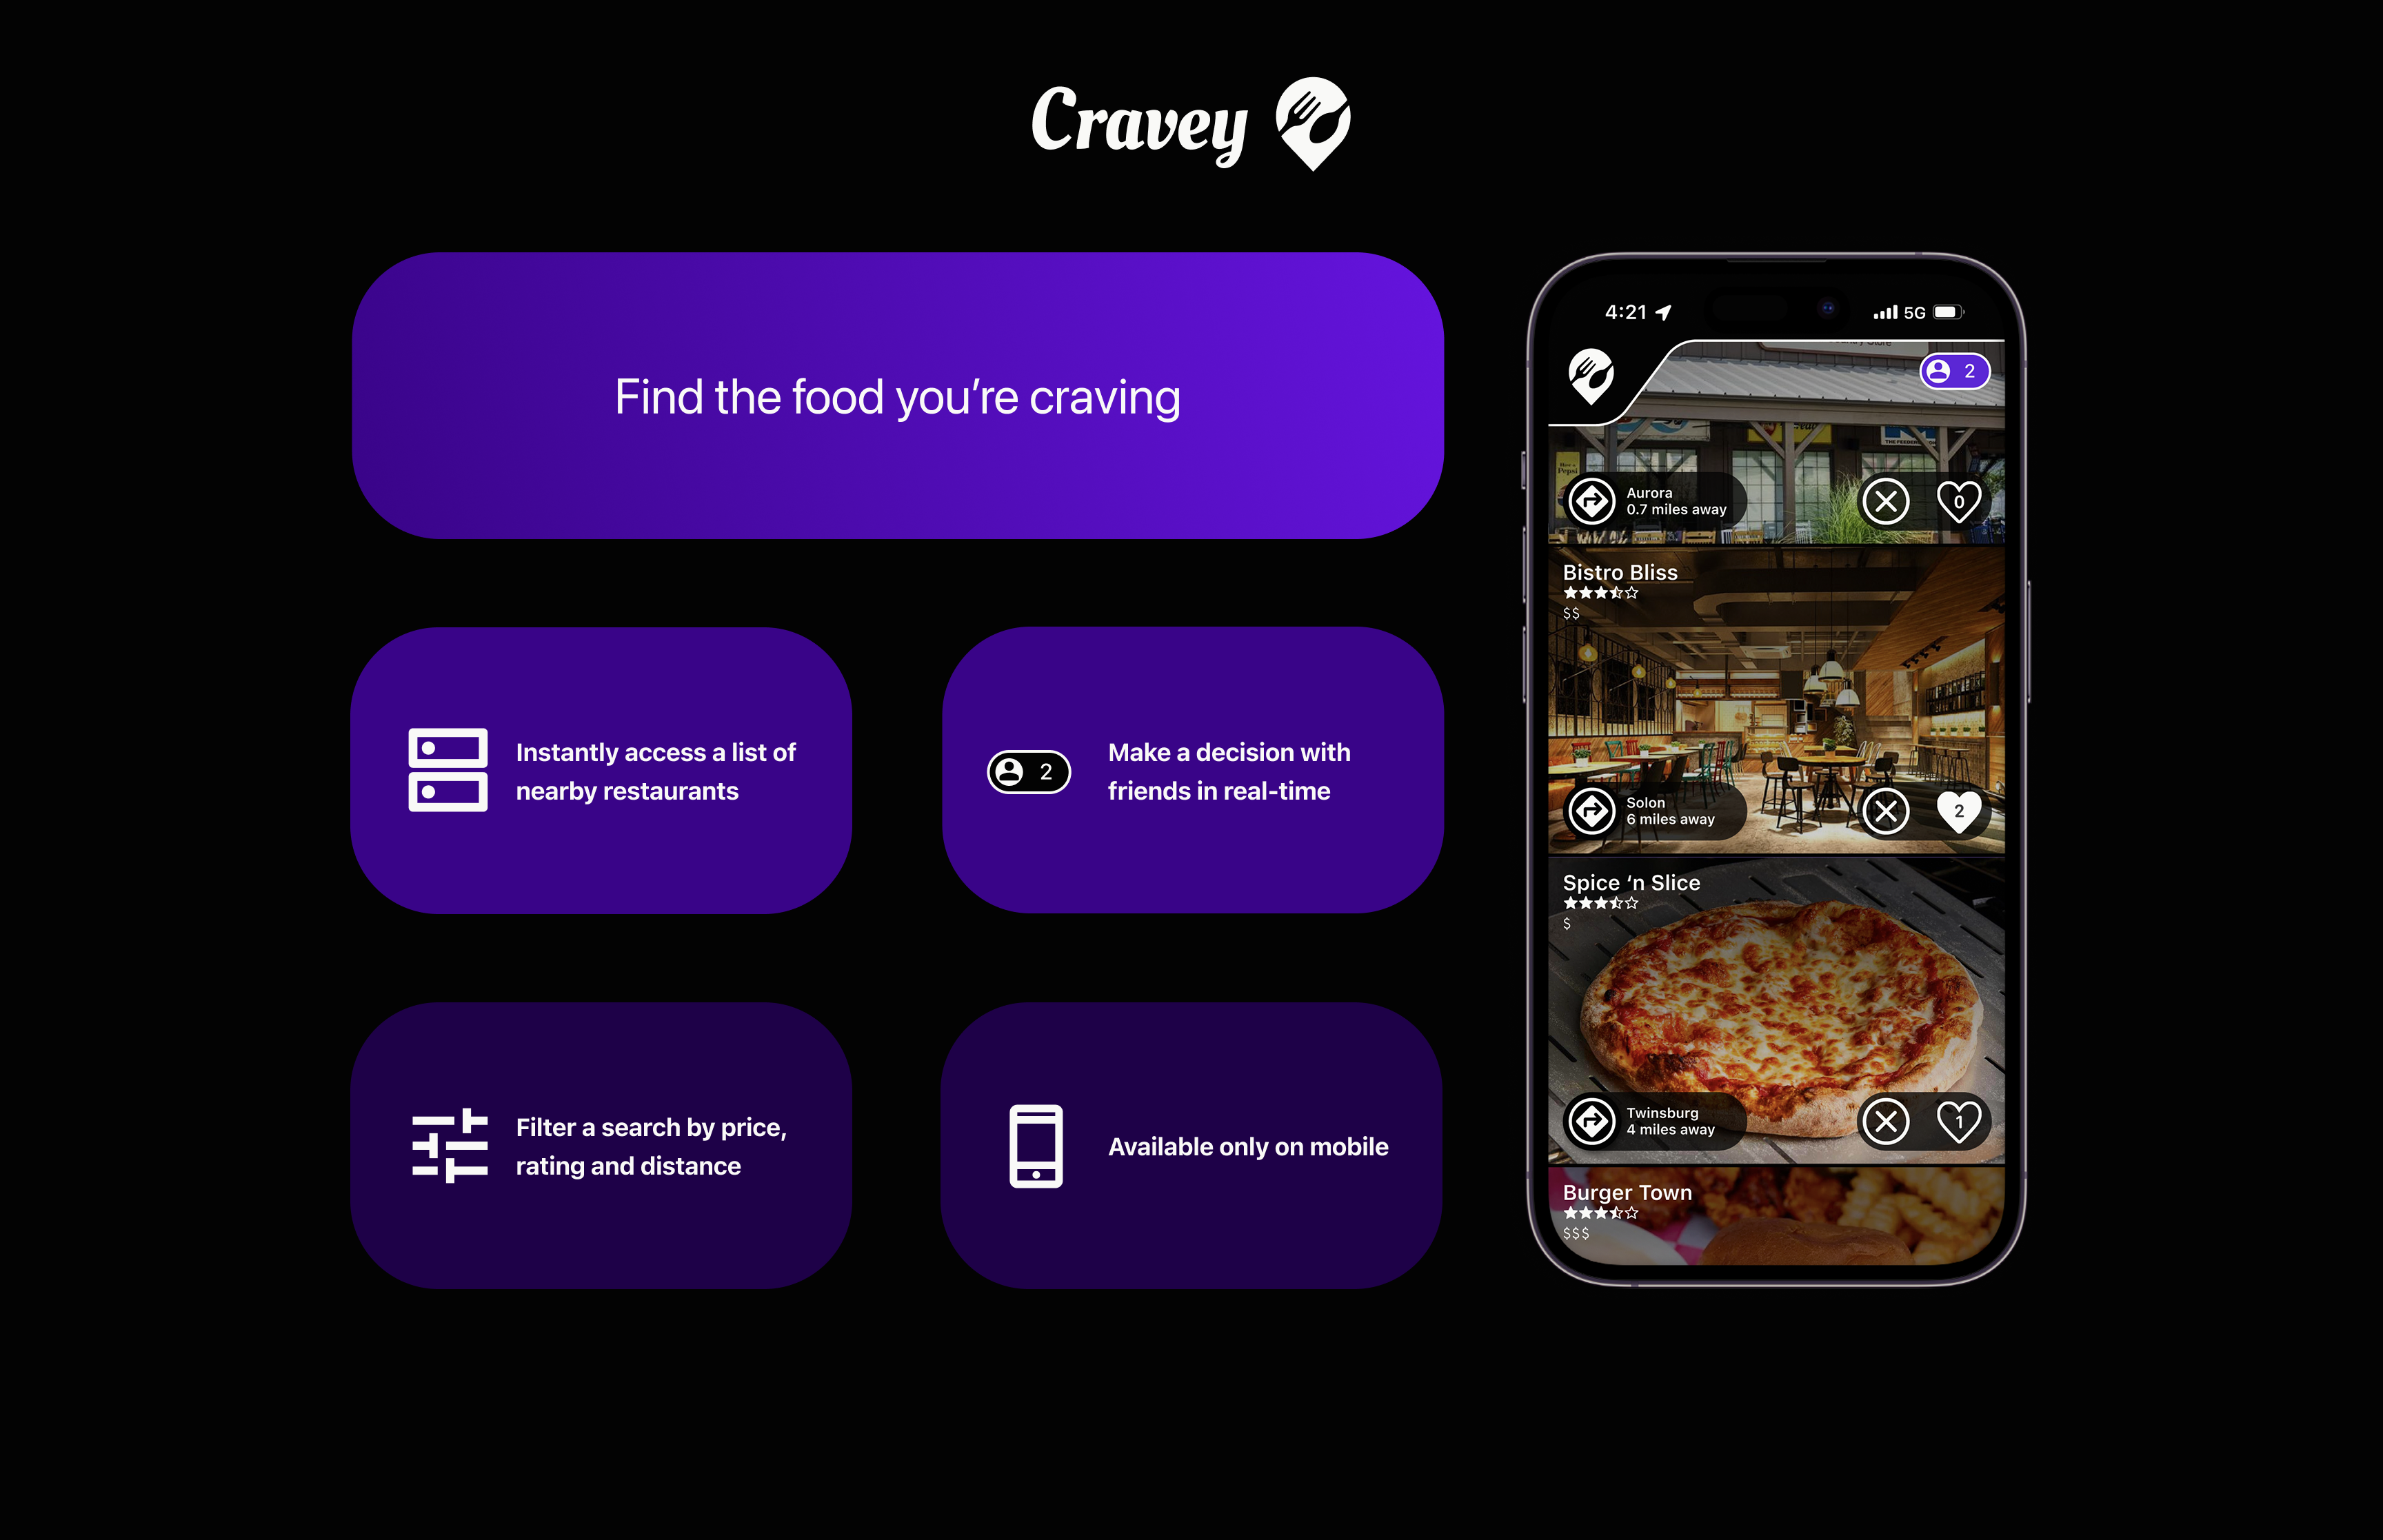 Cravey
Find the food you’re craving
Instantly access a list of
nearby restaurants
2
Make a decision with
friends in real-time
Filter a search by price,
rating and distance
Available only on mobile
4:21
5G
2
THE FEEDER
Pepsi
Aurora
0.7 miles away
0
Bistro Bliss
$$
Solon
6 miles away
2
Spice ‘n Slice
$
Twinsburg
4 miles away
1
Burger Town
$$$